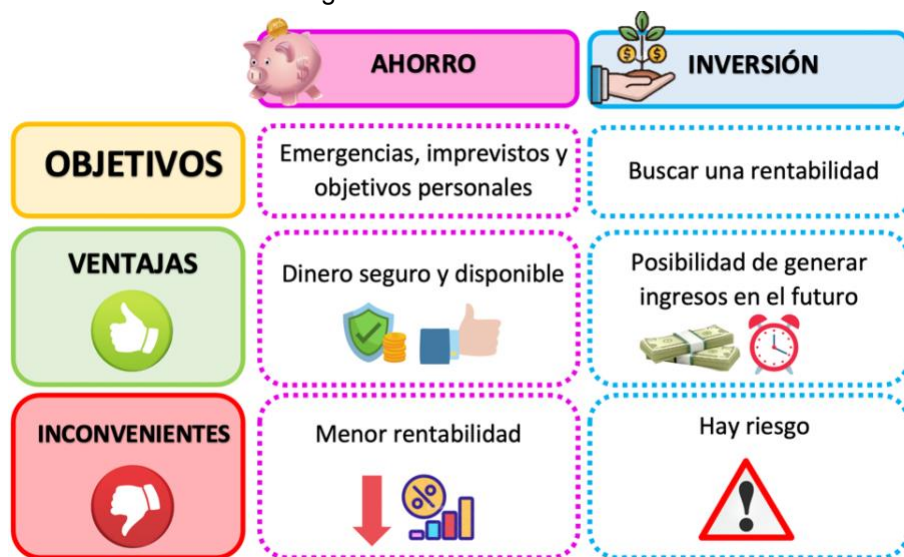 AHORRO
INVERSIÓN
OBJETIVOS
Emergencias, imprevistos y
objetivos personales
Buscar una rentabilidad
VENTAJAS
Dinero seguro y disponible
Posibilidad de generar
ingresos en el futuro
INCONVENIENTES
Menor rentabilidad
Hay riesgo